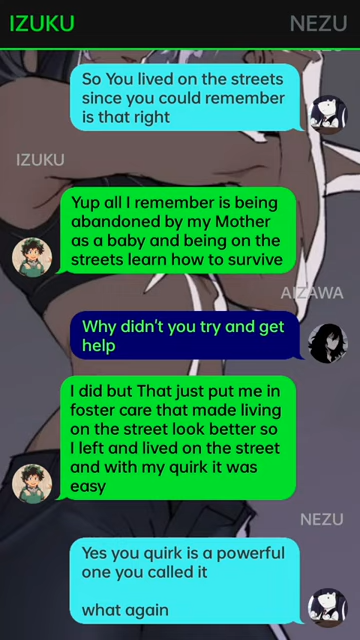 IZUKU NEZU
So You lived on the streets
since you could remember
is that right
IZUKU
Yup all I remember is being
abandoned by my Mother
as a baby and being on the
streets learn how to survive
AIZAWA
Why didn't you try and get
help
I did but That just put me in
foster care that made living
on the street look better so
I left and lived on the street
and with my quirk it was
easy
NEZU
Yes you quirk is a powerful
one you called it
what again